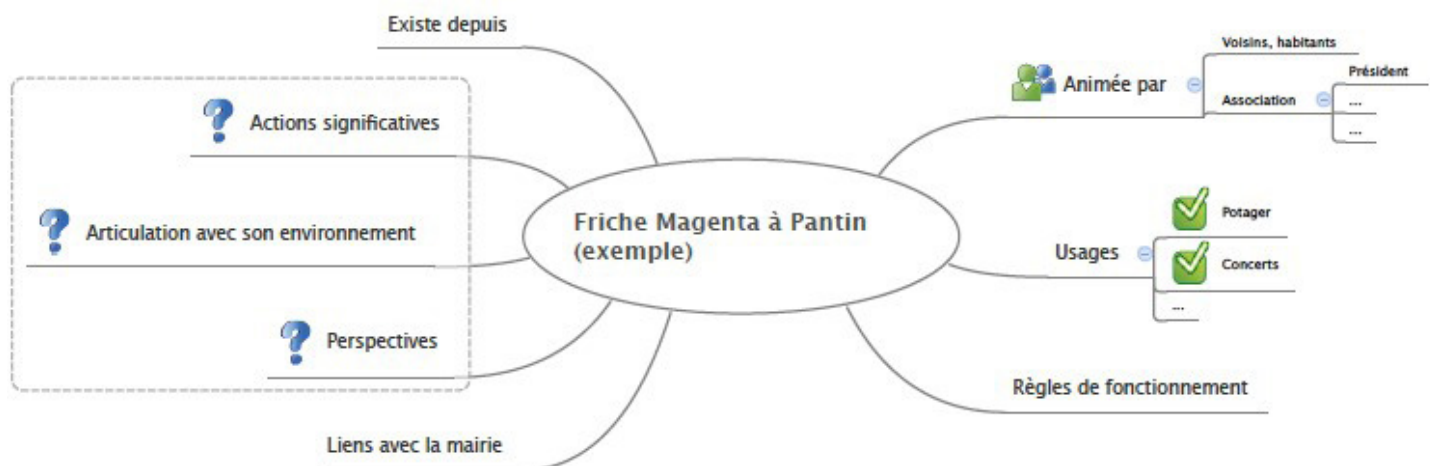 Existe depuis
Actions significatives
Articulation avec son environnement
Perspectives
Liens avec la mairie
Friche Magenta à Pantin
(exemple)
Animée par
Voisins, habitants
Association
Président
...
...
Usages
Potager
Concerts
...
Règles de fonctionnement